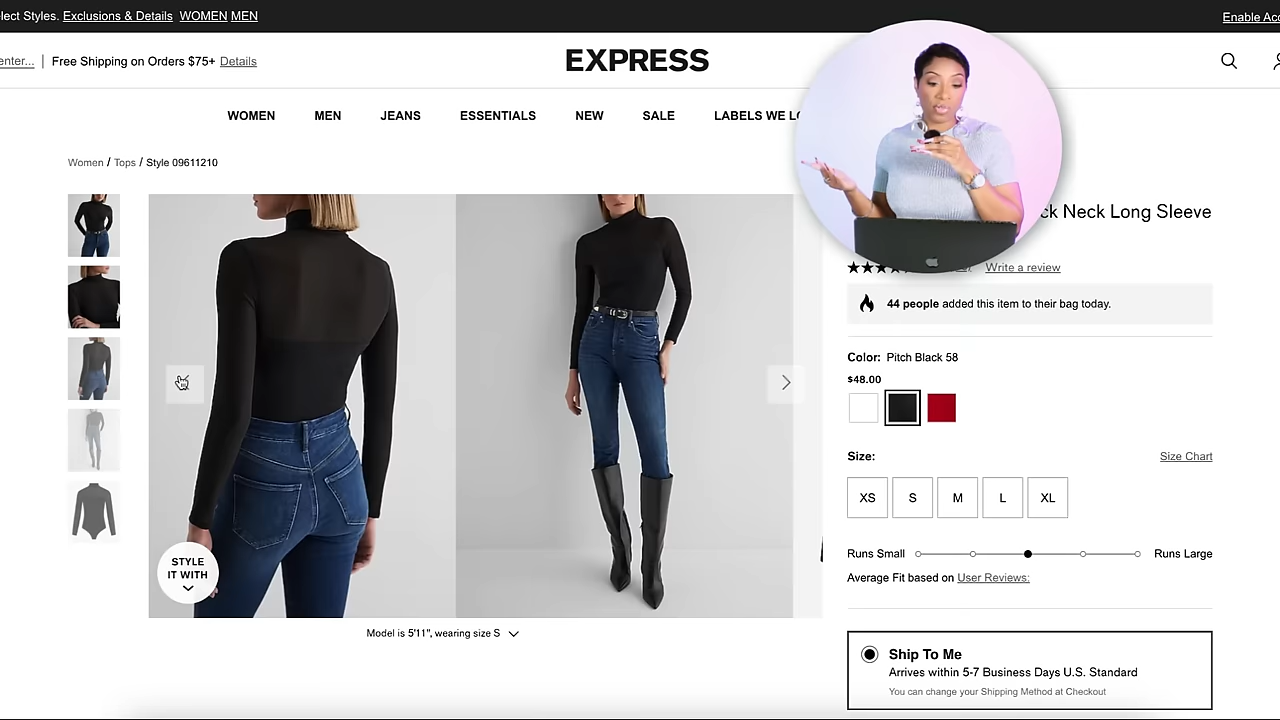 lect Styles. Exclusions & Details WOMEN MEN
Enable Acc
enter... | Free Shipping on Orders $75+ Details
EXPRESS
WOMEN MEN JEANS ESSENTIALS NEW SALE LABELS WE LO
Women / Tops / Style 09611210
ck Neck Long Sleeve
Write a review
44 people added this item to their bag today.
Color: Pitch Black 58
$48.00
Size:
Size Chart
XS S M L XL
Runs Small
Runs Large
Average Fit based on User Reviews:
STYLE
IT WITH
Model is 5'11", wearing size S
Ship To Me
Arrives within 5-7 Business Days U.S. Standard
You can change your Shipping Method at Checkout